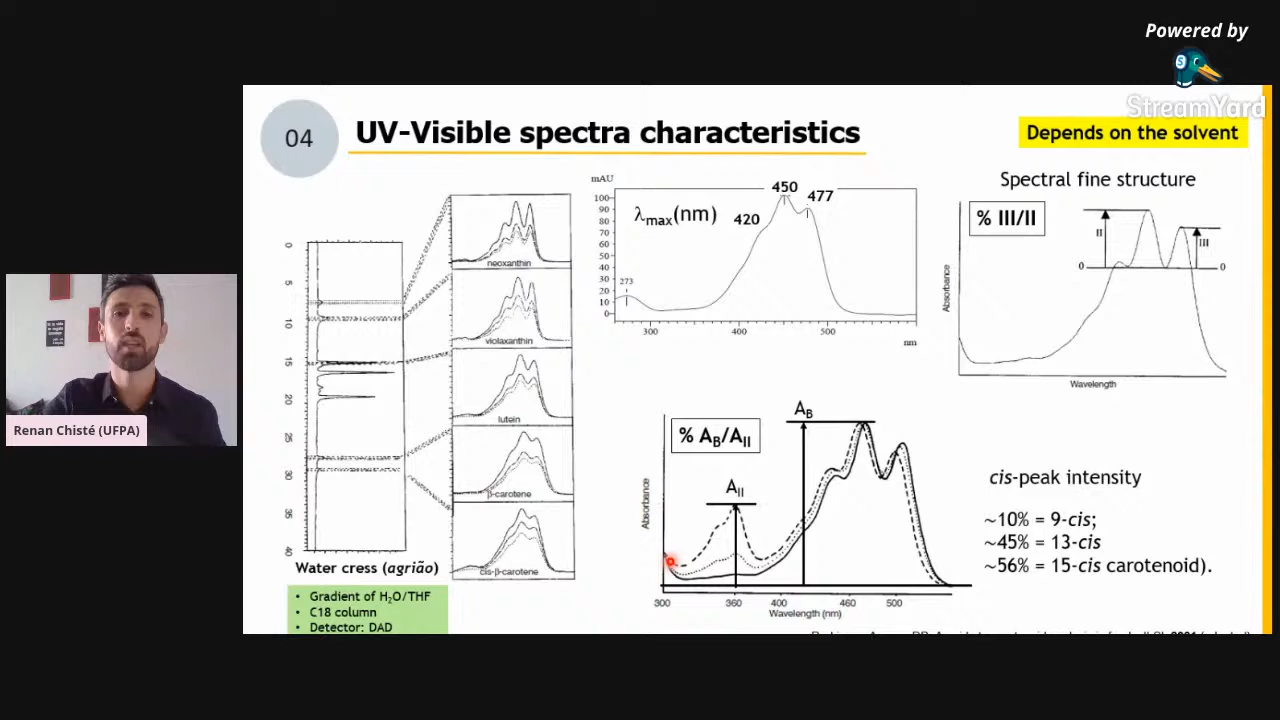 Powered by
StreamYard
04
UV-Visible spectra characteristics
Depends on the solvent
Spectral fine structure
% III/II
II
III
0
0
Absorbance
Wavelength
mAU
100
90
80
70
60
50
40
30
20
10
0
λmax(nm)
420
450
477
273
300
400
500
nm
0
5
10
15
20
25
30
35
40
neoxanthin
violaxanthin
lutein
β-carotene
cis-β-carotene
Water cress (agrião)
• Gradient of H2O/THF
• C18 column
• Detector: DAD
% AB/AII
AB
AII
Absorbance
300
360
400
460
500
Wavelength (nm)
cis-peak intensity
~10% = 9-cis;
~45% = 13-cis
~56% = 15-cis carotenoid).
Renan Chisté (UFPA)